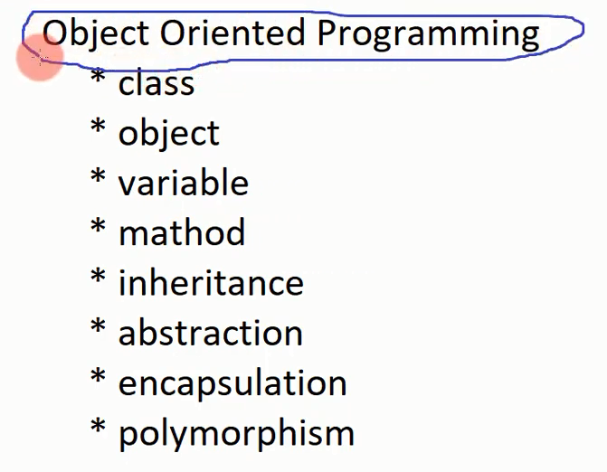 Object Oriented Programming
* class
* object
* variable
* mathod
* inheritance
* abstraction
* encapsulation
* polymorphism